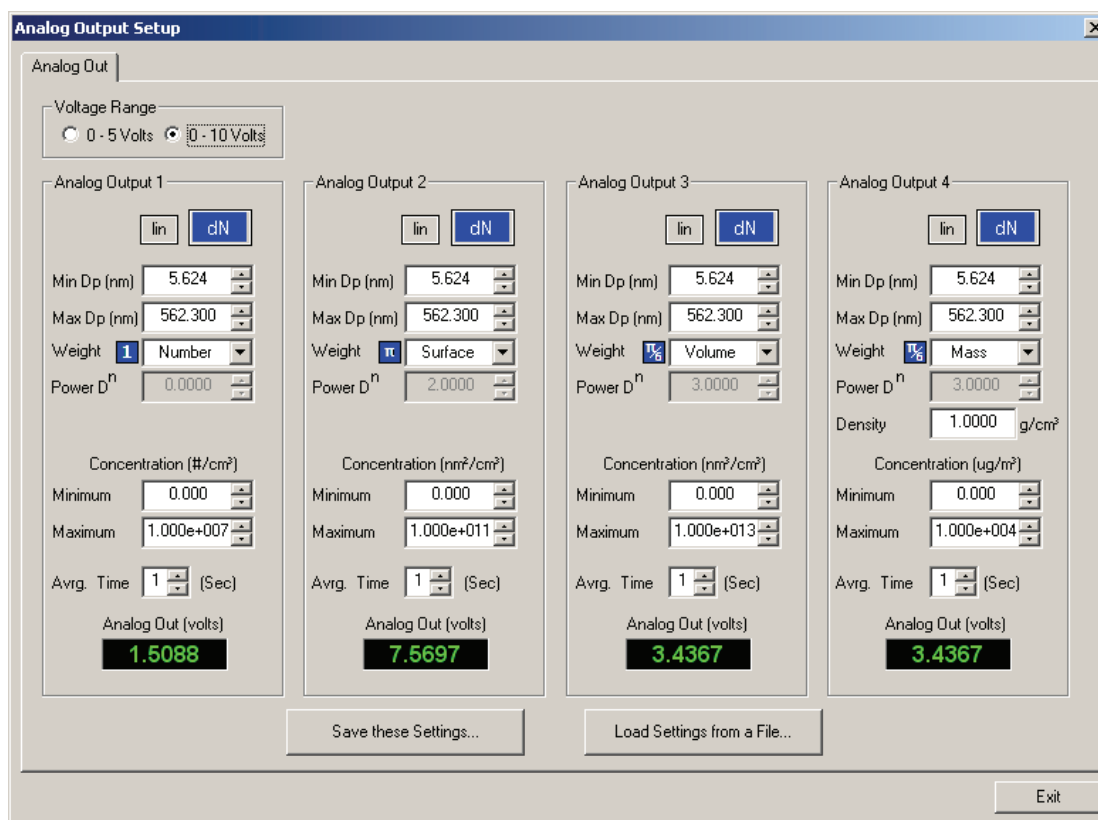 Analog Output Setup
Analog Out
Voltage Range
0 - 5 Volts 0 - 10 Volts
Analog Output 1
lin dN
Min Dp (nm) 5.624
Max Dp (nm) 562.300
Weight 1 Number
Power Dⁿ 0.0000
Concentration (#/cm³)
Minimum 0.000
Maximum 1.000e+007
Avrg. Time 1 (Sec)
Analog Out (volts)
1.5088
Analog Output 2
lin dN
Min Dp (nm) 5.624
Max Dp (nm) 562.300
Weight π Surface
Power Dⁿ 2.0000
Concentration (nm²/cm³)
Minimum 0.000
Maximum 1.000e+011
Avrg. Time 1 (Sec)
Analog Out (volts)
7.5697
Analog Output 3
lin dN
Min Dp (nm) 5.624
Max Dp (nm) 562.300
Weight π/6 Volume
Power Dⁿ 3.0000
Concentration (nm³/cm³)
Minimum 0.000
Maximum 1.000e+013
Avrg. Time 1 (Sec)
Analog Out (volts)
3.4367
Analog Output 4
lin dN
Min Dp (nm) 5.624
Max Dp (nm) 562.300
Weight π/6 Mass
Power Dⁿ 3.0000
Density 1.0000 g/cm³
Concentration (ug/m³)
Minimum 0.000
Maximum 1.000e+004
Avrg. Time 1 (Sec)
Analog Out (volts)
3.4367
Save these Settings...
Load Settings from a File...
Exit